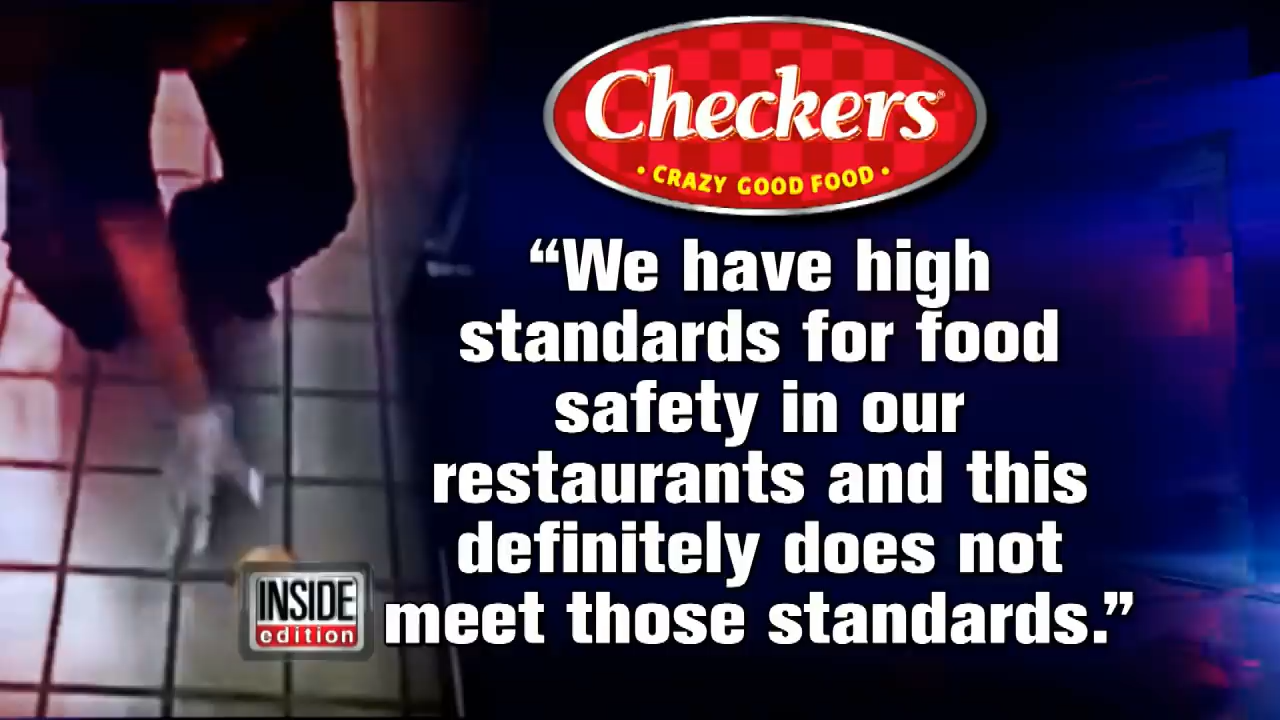 Checkers®
• CRAZY GOOD FOOD •
“We have high
standards for food
safety in our
restaurants and this
definitely does not
meet those standards.”
INSIDE
edition